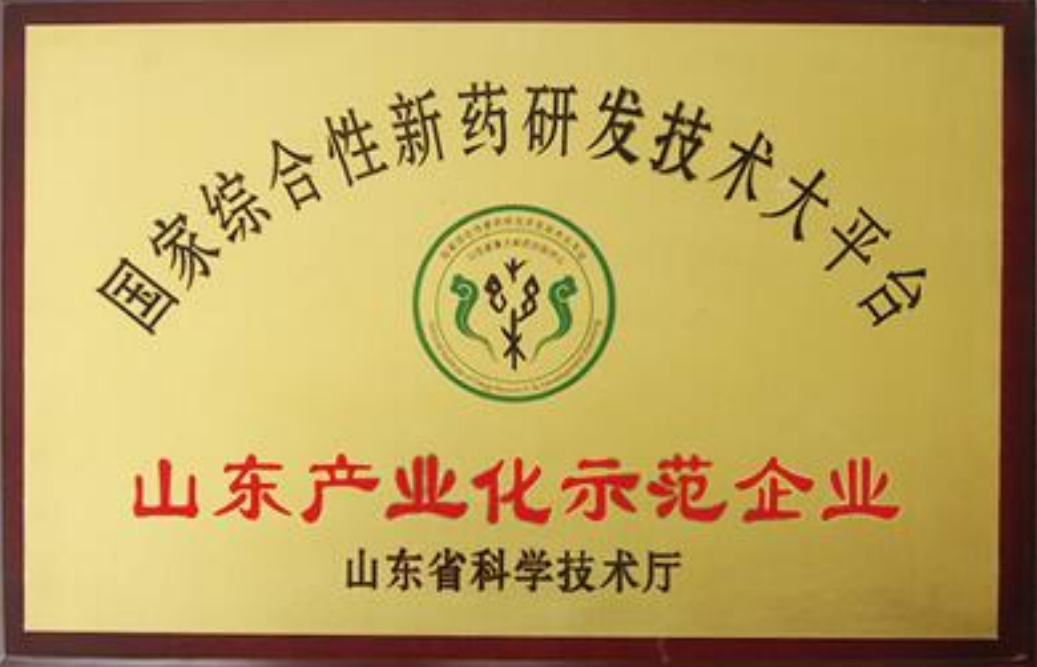 国家综合性新药研发技术大平台
山东产业化示范企业
山东省科学技术厅